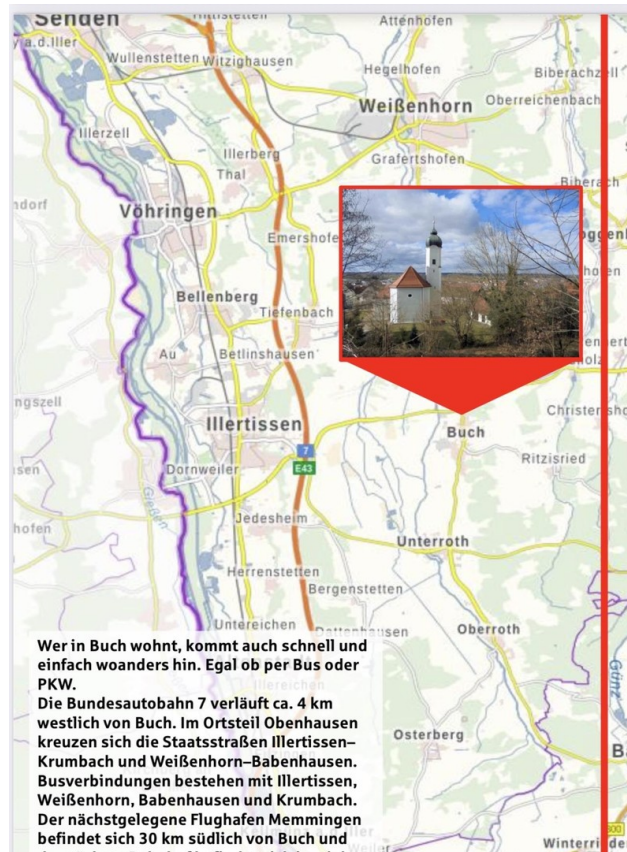 Senden
Attenhofen
Wullenstetten Witzighausen
Hegelhofen
Weißenhorn
Oberreichenbach
Illerzell
Illerberg
Thal
Grafertshofen
Biberach
Vöhringen
Bellenberg
Tiefenbach
Au
Betlinshausen
Illertissen
Buch
7
E43
Ritzisried
Dornweiler
Gießen
Jedesheim
Unterroth
Herrenstetten
Bergenstetten
Untereichen
Dattenhausen
Oberroth
Günz
Osterberg
Wer in Buch wohnt, kommt auch schnell und
einfach woanders hin. Egal ob per Bus oder
PKW.
Die Bundesautobahn 7 verläuft ca. 4 km
westlich von Buch. Im Ortsteil Obenhausen
kreuzen sich die Staatsstraßen Illertissen–
Krumbach und Weißenhorn–Babenhausen.
Busverbindungen bestehen mit Illertissen,
Weißenhorn, Babenhausen und Krumbach.
Der nächstgelegene Flughafen Memmingen
befindet sich 30 km südlich von Buch und